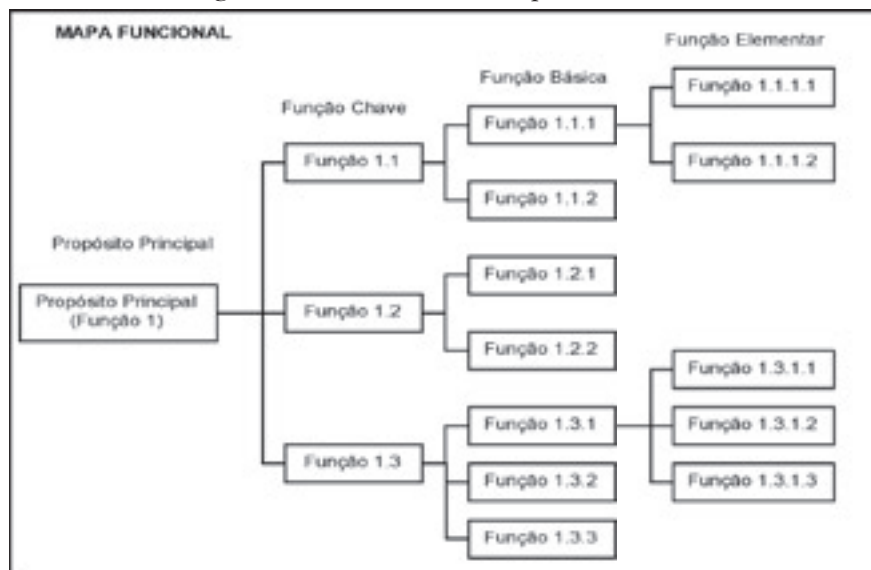 MAPA FUNCIONAL
Função Elementar
Função Básica
Função Chave
Propósito Principal
Função 1.1.1.1
Função 1.1.1
Função 1.1.1.2
Função 1.1
Função 1.1.2
Função 1.2.1
Propósito Principal
(Função 1)
Função 1.2
Função 1.2.2
Função 1.3.1.1
Função 1.3.1
Função 1.3.1.2
Função 1.3
Função 1.3.2
Função 1.3.1.3
Função 1.3.3